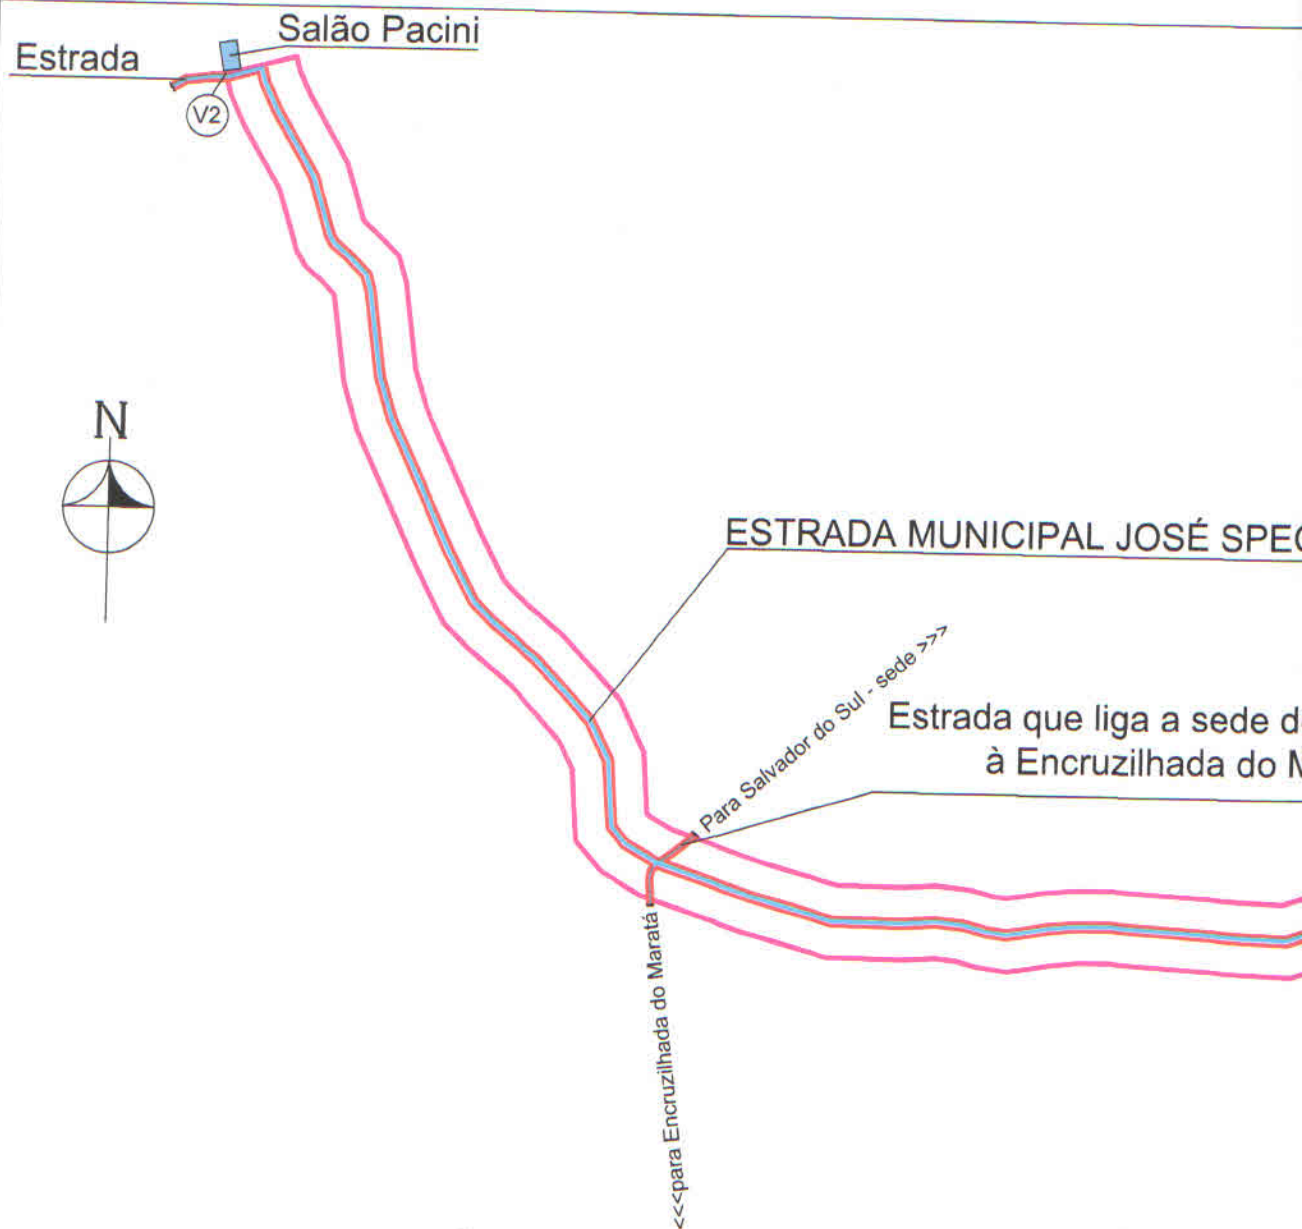 Salão Pacini
Estrada
V2
N
ESTRADA MUNICIPAL JOSÉ
Para Salvador do Sul - sede >>>
Estrada que liga a sede
à Encruzilhada do
<<<para Encruzilhada do Maratá